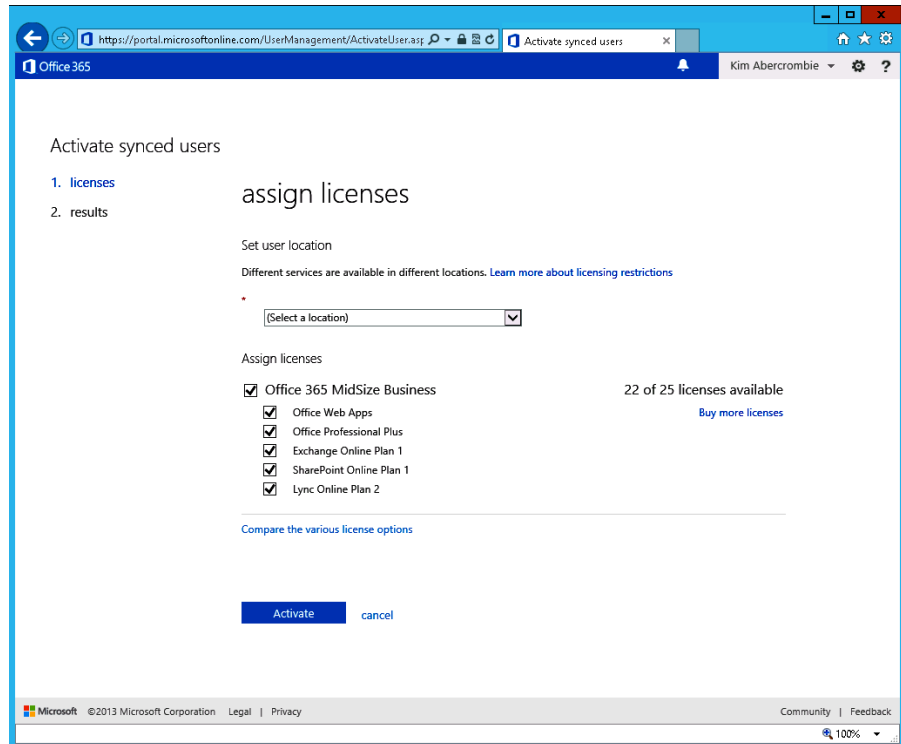 https://portal.microsoftonline.com/UserManagement/ActivateUser.asp
Activate synced users
Office 365
Kim Abercrombie
?
Activate synced users
1. licenses
2. results
assign licenses
Set user location
Different services are available in different locations. Learn more about licensing restrictions
*
(Select a location)
Assign licenses
Office 365 MidSize Business
22 of 25 licenses available
Office Web Apps
Buy more licenses
Office Professional Plus
Exchange Online Plan 1
SharePoint Online Plan 1
Lync Online Plan 2
Compare the various license options
Activate
cancel
Microsoft ©2013 Microsoft Corporation Legal | Privacy
Community | Feedback
100%